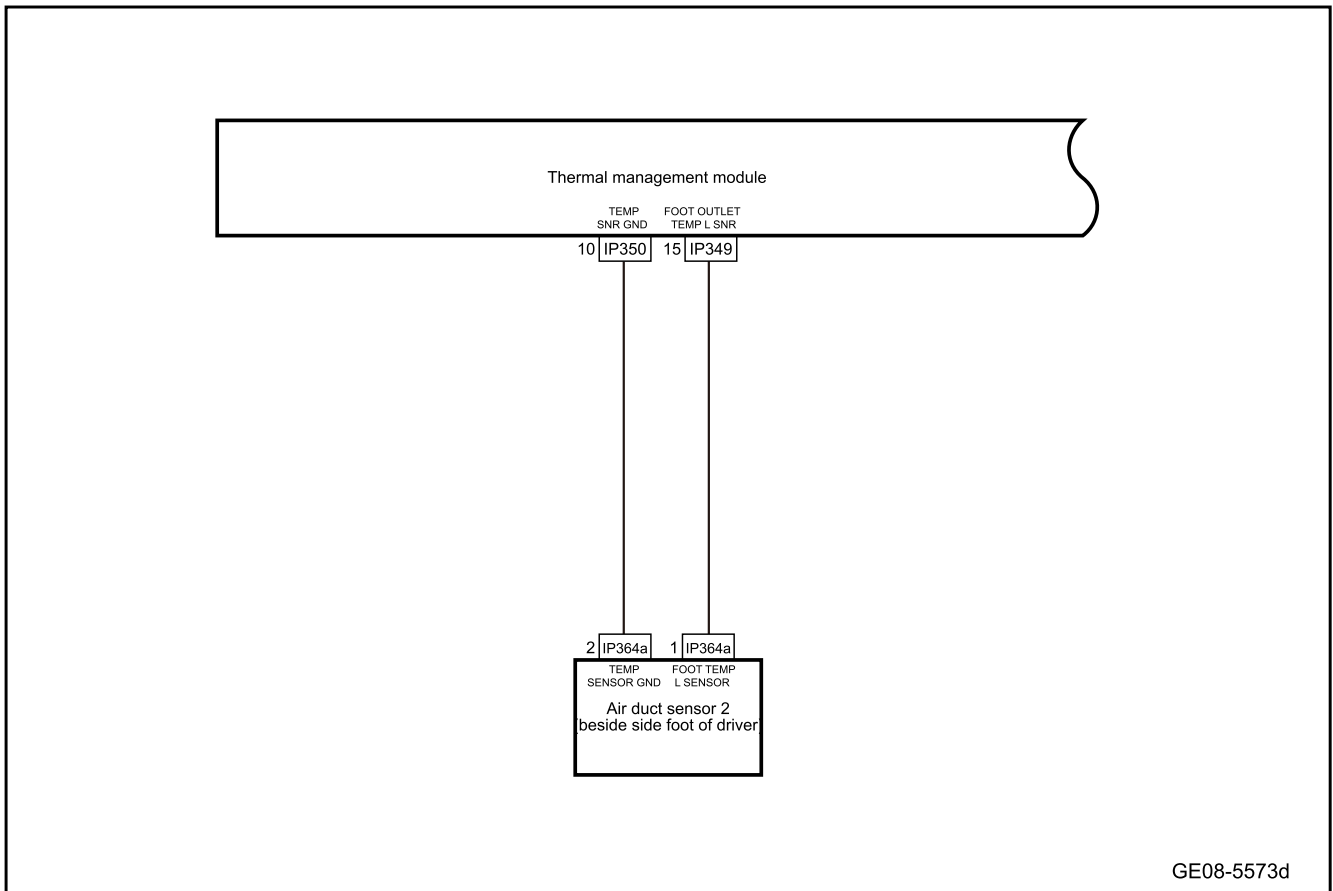 Thermal management module
TEMP
SNR GND
FOOT OUTLET
TEMP L SNR
10 IP350
15 IP349
2 IP364a
1 IP364a
TEMP
SENSOR GND
FOOT TEMP
L SENSOR
Air duct sensor 2
(beside side foot of driver)
GE08-5573d